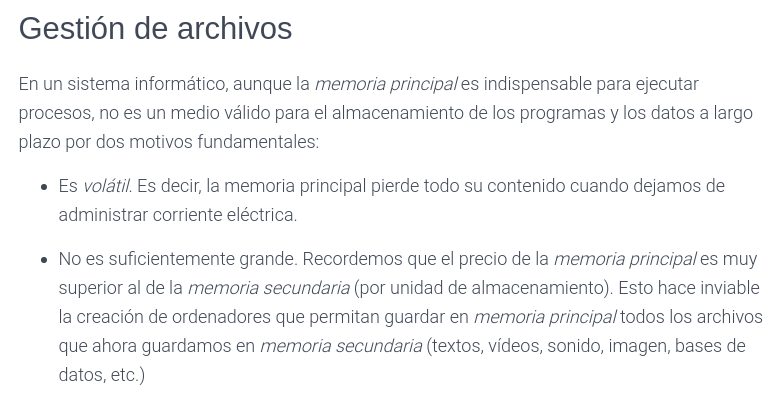 Gestión de archivos
En un sistema informático, aunque la memoria principal es indispensable para ejecutar
procesos, no es un medio válido para el almacenamiento de los programas y los datos a largo
plazo por dos motivos fundamentales:
• Es volátil. Es decir, la memoria principal pierde todo su contenido cuando dejamos de
administrar corriente eléctrica.
• No es suficientemente grande. Recordemos que el precio de la memoria principal es muy
superior al de la memoria secundaria (por unidad de almacenamiento). Esto hace inviable
la creación de ordenadores que permitan guardar en memoria principal todos los archivos
que ahora guardamos en memoria secundaria (textos, vídeos, sonido, imagen, bases de
datos, etc.)